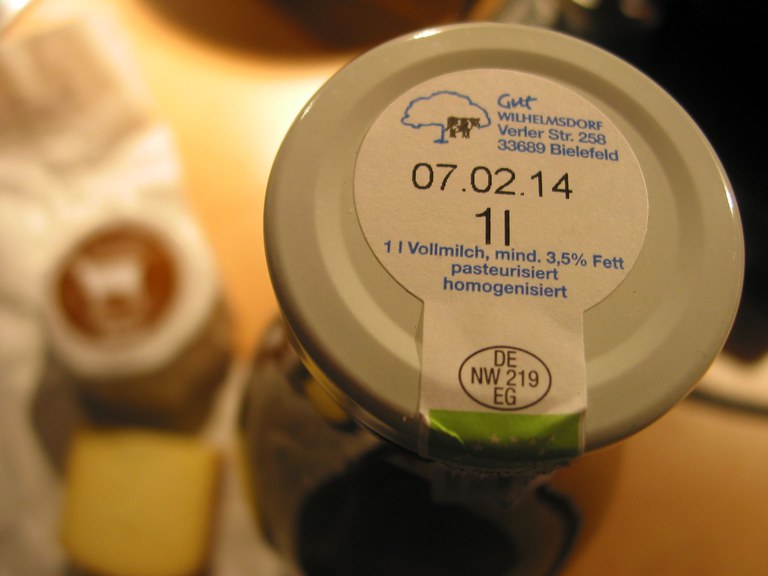 Gut
WILHELMSDORF
Verler Str. 258
33689 Bielefeld
07.02.14
1l
1 l Vollmilch, mind. 3,5% Fett
pasteurisiert
homogenisiert
DE
NW 219
EG